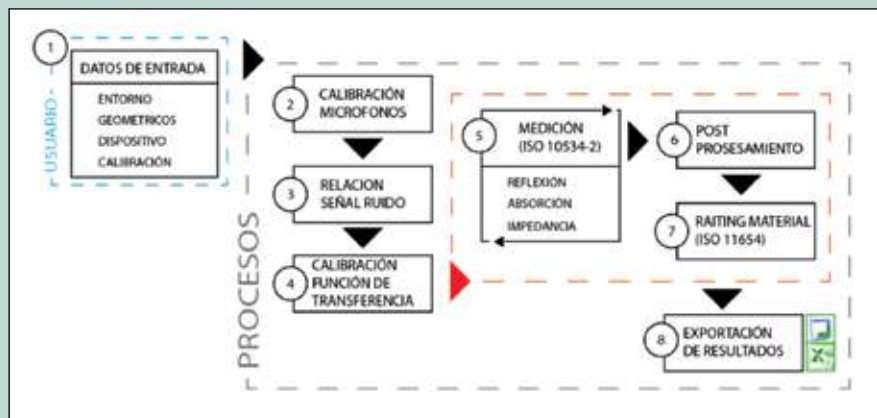 1
DATOS DE ENTRADA
ENTORNO
GEOMETRICOS
DISPOSITIVO
CALIBRACIÓN
USUARIO
PROCESOS
2
CALIBRACIÓN
MICROFONOS
3
RELACION
SEÑAL RUIDO
4
CALIBRACIÓN
FUNCIÓN DE
TRANSFERENCIA
5
MEDICIÓN
(ISO 10534-2)
REFLEXIÓN
ABSORCIÓN
IMPEDANCIA
6
POST
PROSESAMIENTO
7
RAITING MATERIAL
(ISO 11654)
8
EXPORTACIÓN
DE RESULTADOS